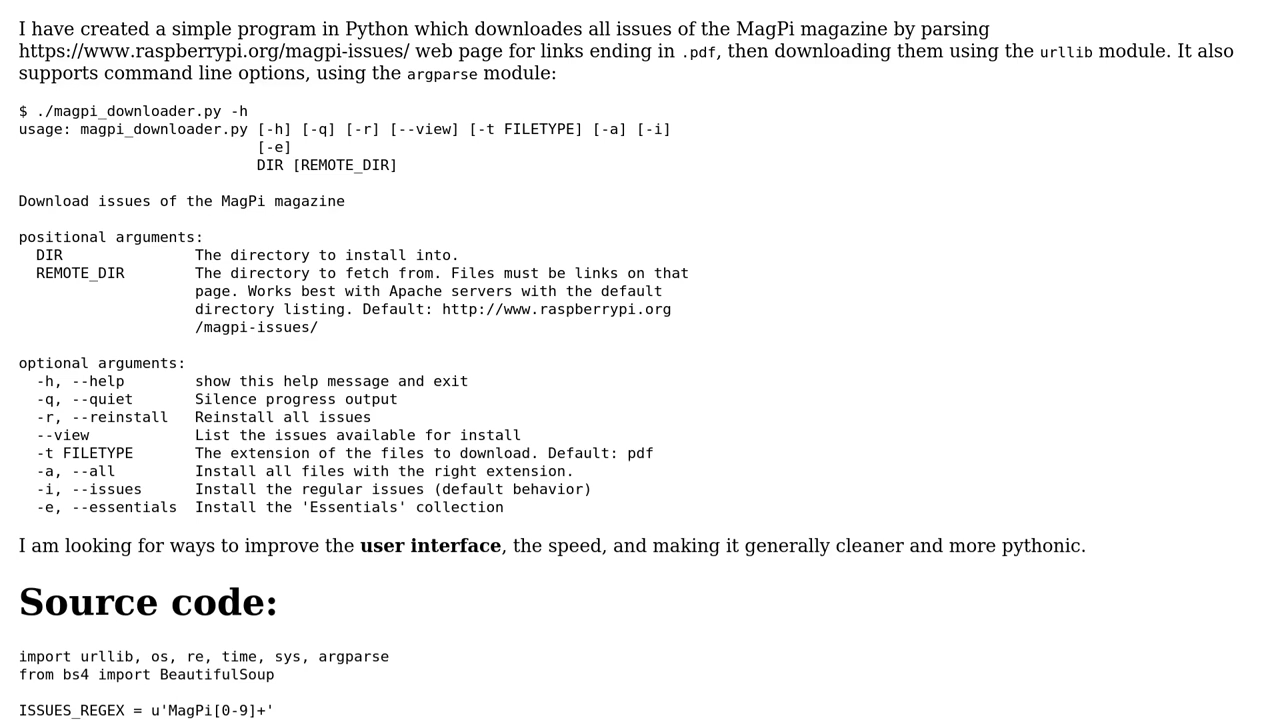 I have created a simple program in Python which downloades all issues of the MagPi magazine by parsing
https://www.raspberrypi.org/magpi-issues/ web page for links ending in .pdf, then downloading them using the urllib module. It also
supports command line options, using the argparse module:
$ ./magpi_downloader.py -h
usage: magpi_downloader.py [-h] [-q] [-r] [--view] [-t FILETYPE] [-a] [-i]
                           [-e]
                           DIR [REMOTE_DIR]
Download issues of the MagPi magazine
positional arguments:
  DIR               The directory to install into.
  REMOTE_DIR        The directory to fetch from. Files must be links on that
                    page. Works best with Apache servers with the default
                    directory listing. Default: http://www.raspberrypi.org
                    /magpi-issues/
optional arguments:
  -h, --help        show this help message and exit
  -q, --quiet       Silence progress output
  -r, --reinstall   Reinstall all issues
  --view            List the issues available for install
  -t FILETYPE       The extension of the files to download. Default: pdf
  -a, --all         Install all files with the right extension.
  -i, --issues      Install the regular issues (default behavior)
  -e, --essentials  Install the 'Essentials' collection
I am looking for ways to improve the user interface, the speed, and making it generally cleaner and more pythonic.
Source code:
import urllib, os, re, time, sys, argparse
from bs4 import BeautifulSoup
ISSUES_REGEX = u'MagPi[0-9]+'